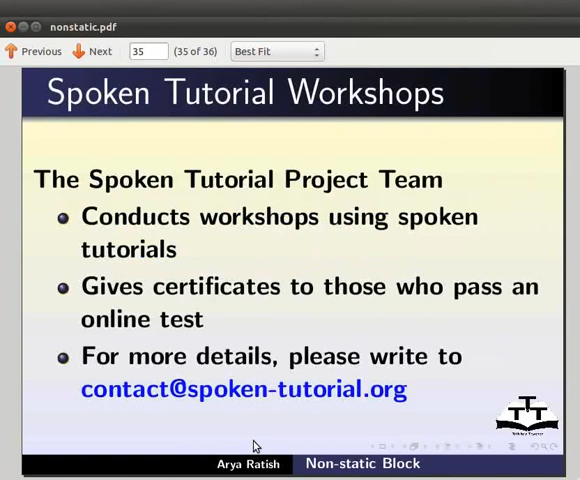 nonstatic.pdf
Previous Next 35 (35 of 36) Best Fit
Spoken Tutorial Workshops
The Spoken Tutorial Project Team
Conducts workshops using spoken
tutorials
Gives certificates to those who pass an
online test
For more details, please write to
contact@spoken-tutorial.org
Arya Ratish Non-static Block